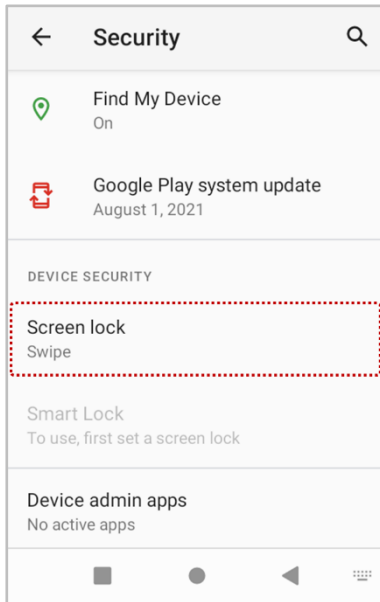 Security
Find My Device
On
Google Play system update
August 1, 2021
DEVICE SECURITY
Screen lock
Swipe
Smart Lock
To use, first set a screen lock
Device admin apps
No active apps